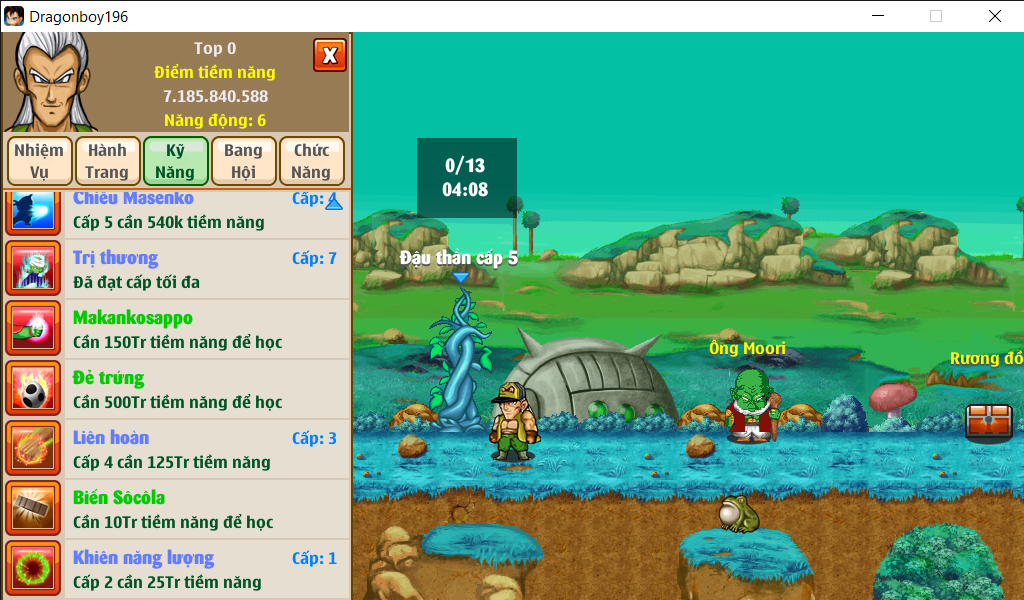 Dragonboy196
Top 0
Điểm tiềm năng
7.185.840.588
Năng động: 6
X
Nhiệm Vụ
Hành Trang
Kỹ Năng
Bang Hội
Chức Năng
Chiêu Masenko
Cấp: 4
Cấp 5 cần 540k tiềm năng
Trị thương
Cấp: 7
Đã đạt cấp tối đa
Makankosappo
Cần 150Tr tiềm năng để học
Đẻ trứng
Cần 500Tr tiềm năng để học
Liên hoàn
Cấp: 3
Cấp 4 cần 125Tr tiềm năng
Biến Sôcôla
Cần 10Tr tiềm năng để học
Khiên năng lượng
Cấp: 1
Cấp 2 cần 25Tr tiềm năng
0/13
04:08
Đậu thần cấp 5
Ông Moori
Rương đồ